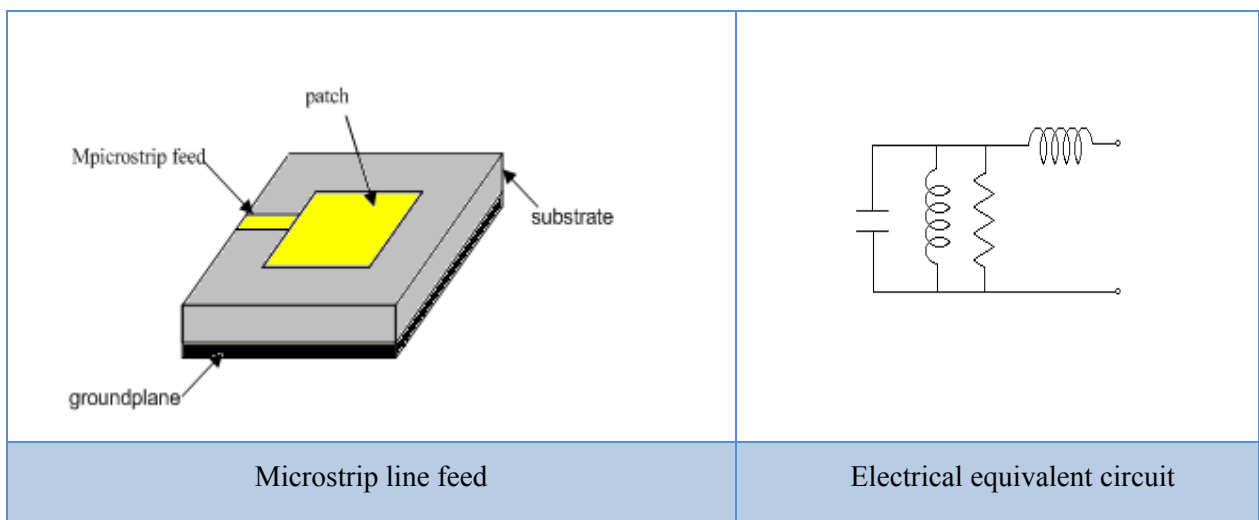 patch
Mpicrostrip feed
substrate
groundplane
Microstrip line feed
Electrical equivalent circuit